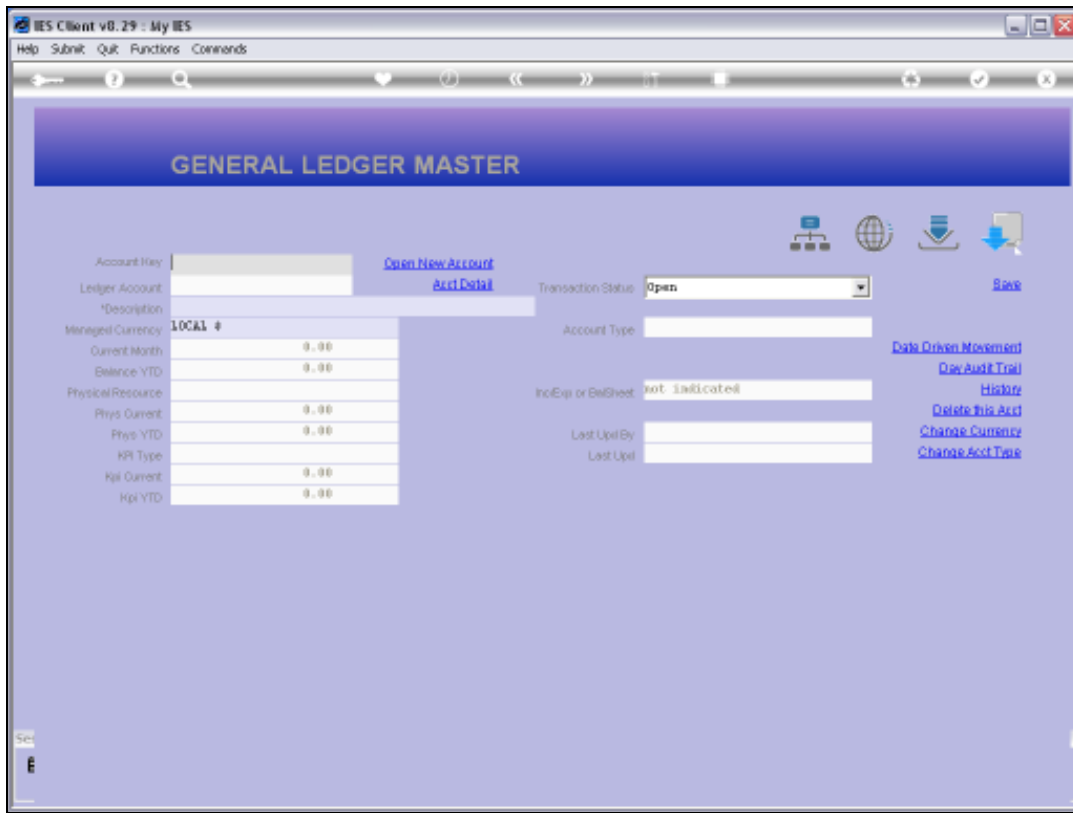 IES Client v8.29 : My IES
Help Submit Quit Functions Commands
GENERAL LEDGER MASTER
Account Key Open New Account
Ledger Account Acct Detail Transaction Status Open Save
*Description
Managed Currency LOCAL # Account Type
Current Month 0.00 Date Driven Movement
Balance YTD 0.00 Day Audit Trail
Physical Resource Inc/Exp or BalSheet not indicated History
Phys Current 0.00 Delete this Acct
Phys YTD 0.00 Last Upd By Change Currency
KPI Type Last Upd Change Acct Type
Kpi Current 0.00
Kpi YTD 0.00